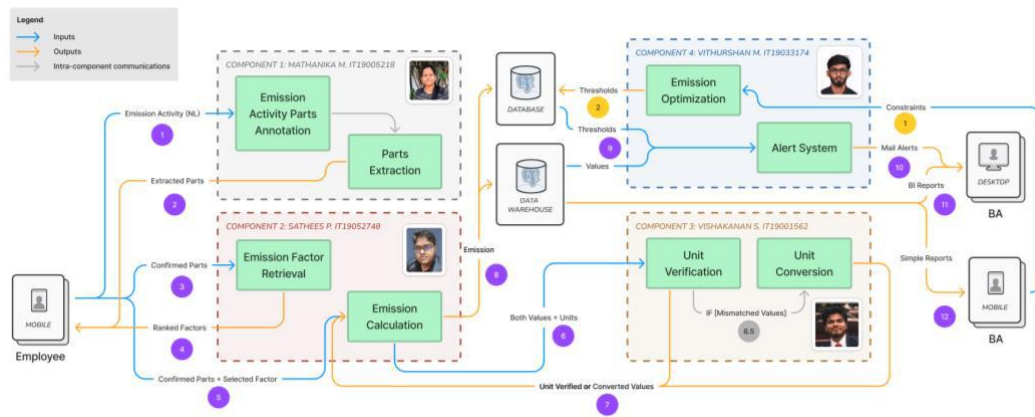 Legend
Inputs
Outputs
Intra-component communications
COMPONENT 1: MATHANIKA M. IT19005218
Emission
Activity Parts
Annotation
Parts
Extraction
Emission Activity (NL)
1
Extracted Parts
2
COMPONENT 2: SATHEES P. IT19052748
Emission Factor
Retrieval
Emission
Calculation
Confirmed Parts
3
Ranked Factors
4
Confirmed Parts + Selected Factor
5
MOBILE
Employee
DATABASE
DATA
WAREHOUSE
Emission
8
COMPONENT 4: VITHURSHAN M. IT19033174
Emission
Optimization
Alert System
Thresholds
2
Thresholds
9
Values
Constraints
1
Mail Alerts
10
BI Reports
11
DESKTOP
BA
COMPONENT 3: VISHAKANAN S. IT19001562
Unit
Verification
Unit
Conversion
IF [Mismatched Values]
6.5
Both Values + Units
6
Unit Verified or Converted Values
7
Simple Reports
12
MOBILE
BA